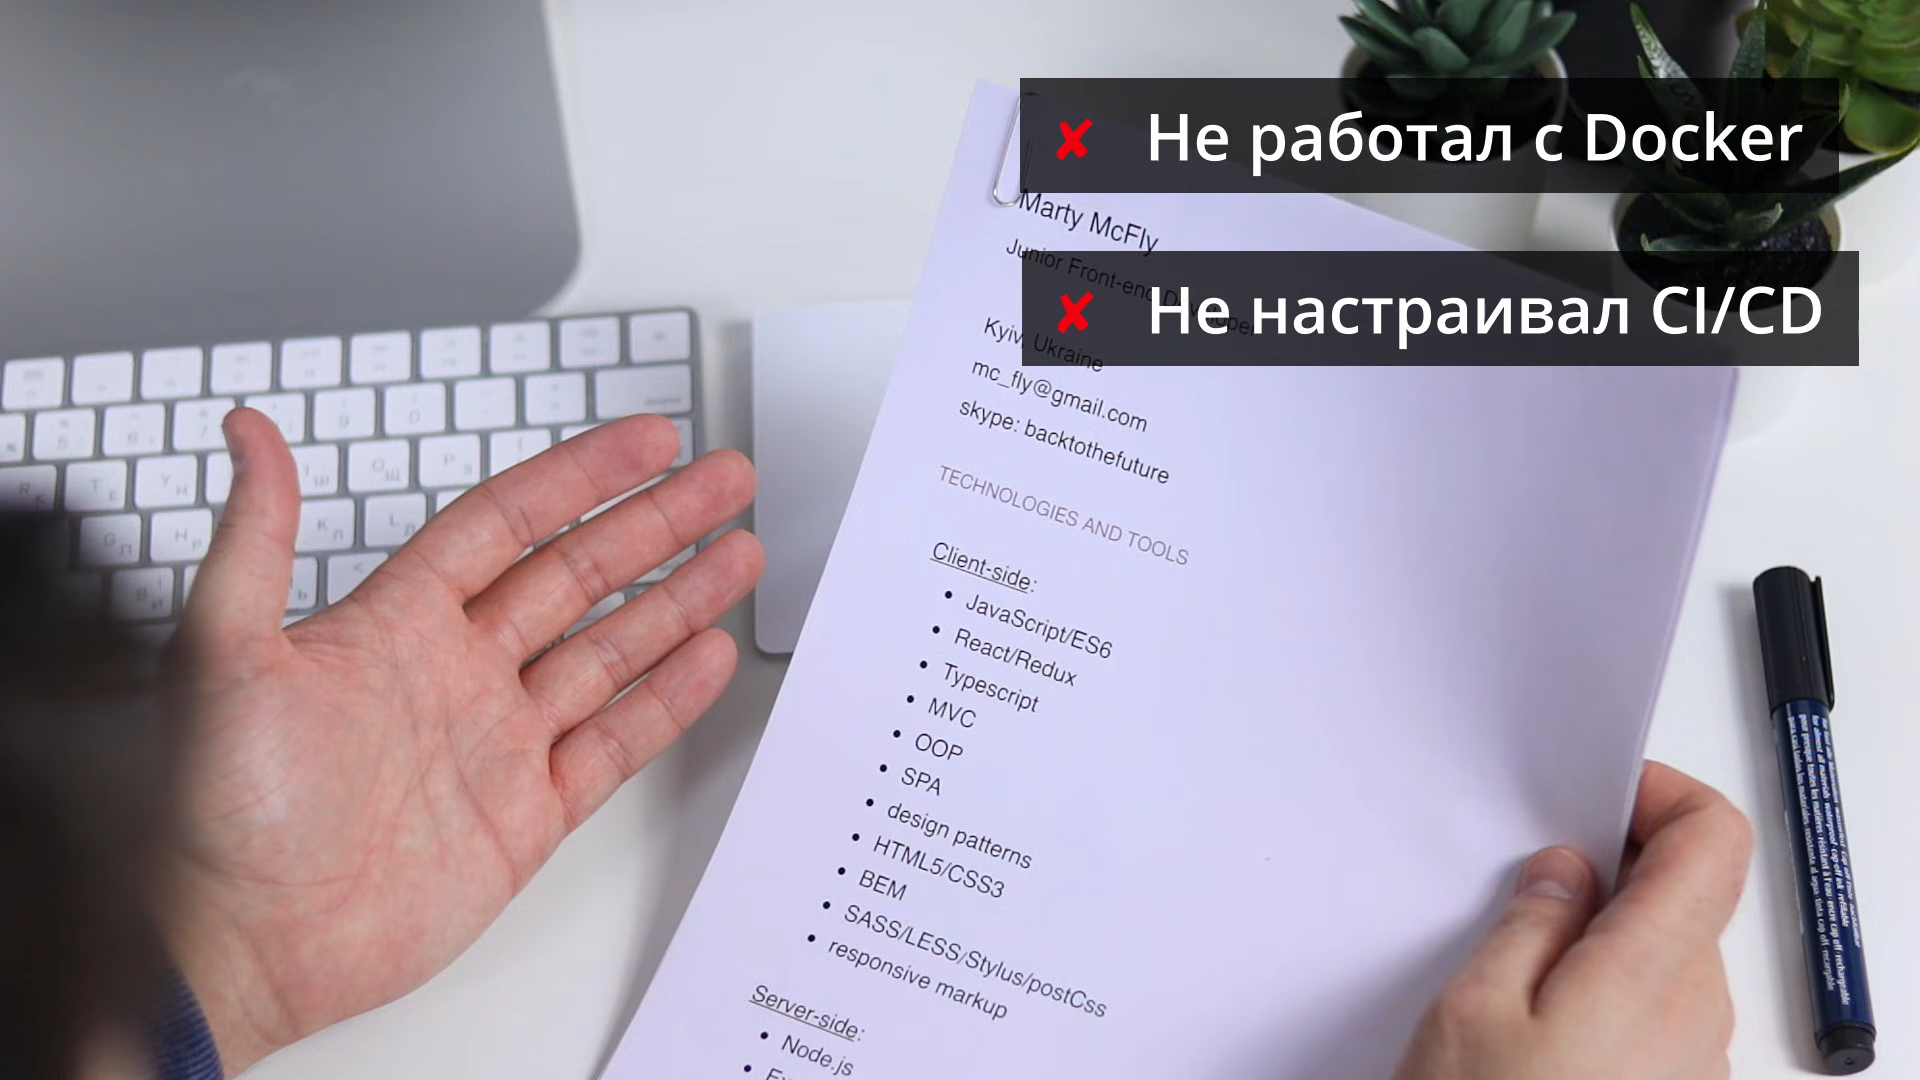 ✘ Не работал с Docker
✘ Не настраивал CI/CD
Marty McFly
Junior Front-end Developer
Kyiv, Ukraine
mc_fly@gmail.com
skype: backtothefuture
TECHNOLOGIES AND TOOLS
Client-side:
• JavaScript/ES6
• React/Redux
• Typescript
• MVC
• OOP
• SPA
• design patterns
• HTML5/CSS3
• BEM
• SASS/LESS/Stylus/postCss
• responsive markup
Server-side:
• Node.js